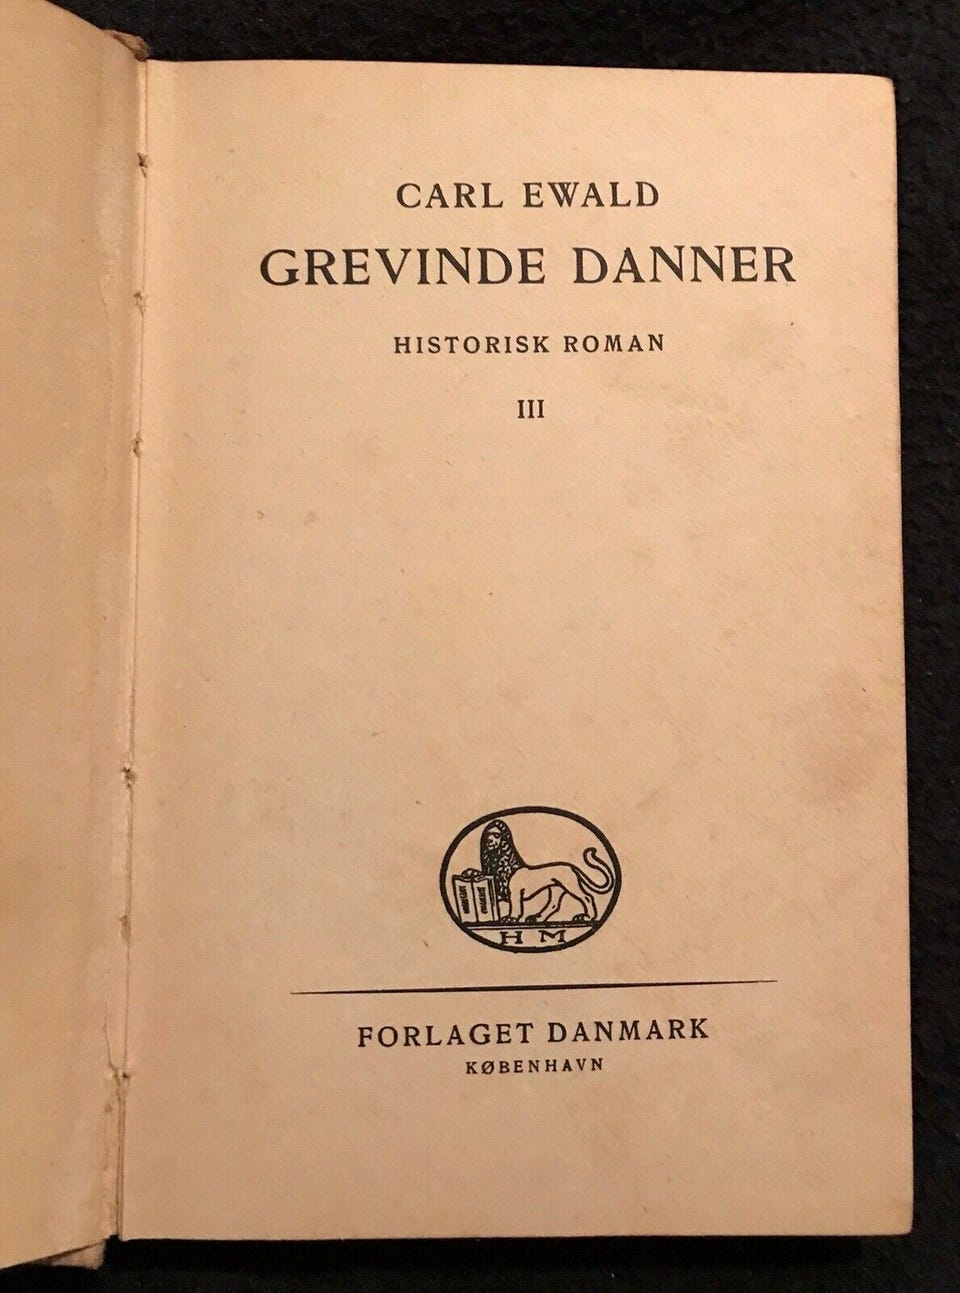 CARL EWALD
GREVINDE DANNER
HISTORISK ROMAN
III
H M
FORLAGET DANMARK
KØBENHAVN